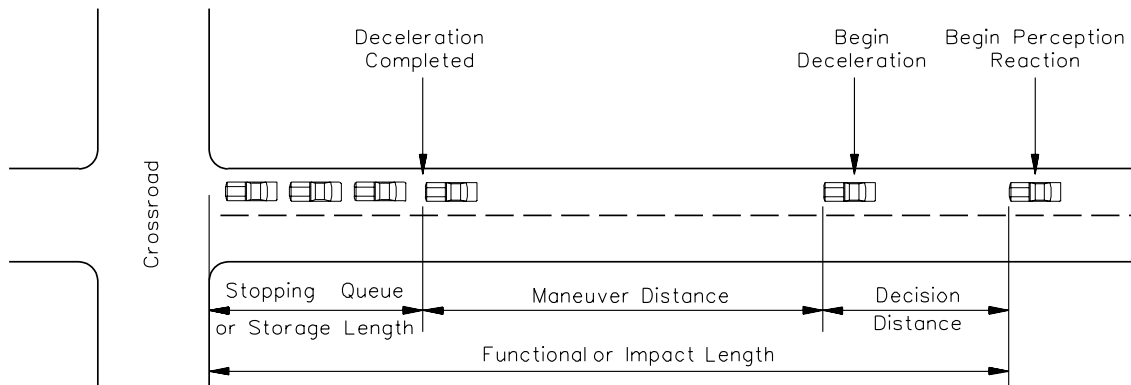 Deceleration
Completed
Begin
Deceleration
Begin Perception
Reaction
Crossroad
Stopping Queue
or Storage Length
Maneuver Distance
Decision
Distance
Functional or Impact Length